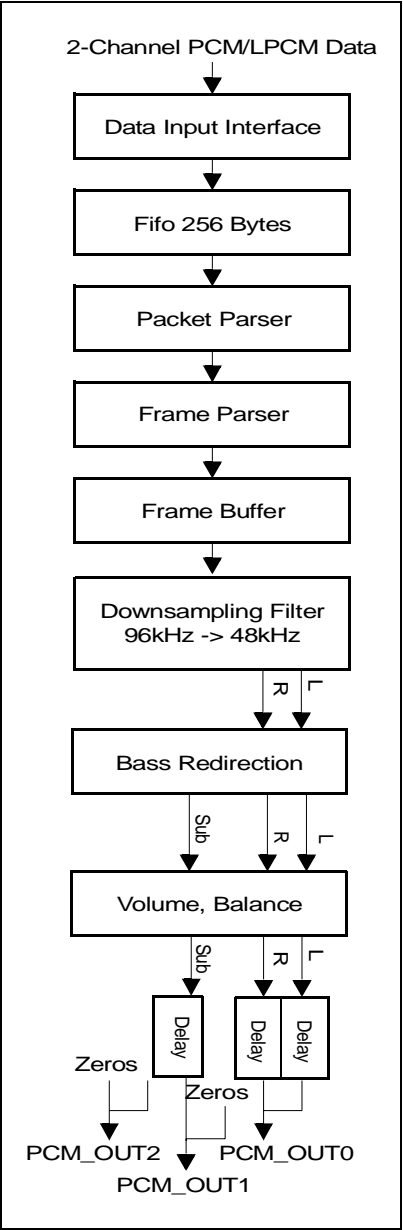 2-Channel PCM/LPCM Data
Data Input Interface
Fifo 256 Bytes
Packet Parser
Frame Parser
Frame Buffer
Downsampling Filter
96kHz -> 48kHz
R
L
Bass Redirection
Sub
R
L
Volume, Balance
Sub
R
L
Delay
Delay
Delay
Zeros
Zeros
PCM_OUT2
PCM_OUT0
PCM_OUT1